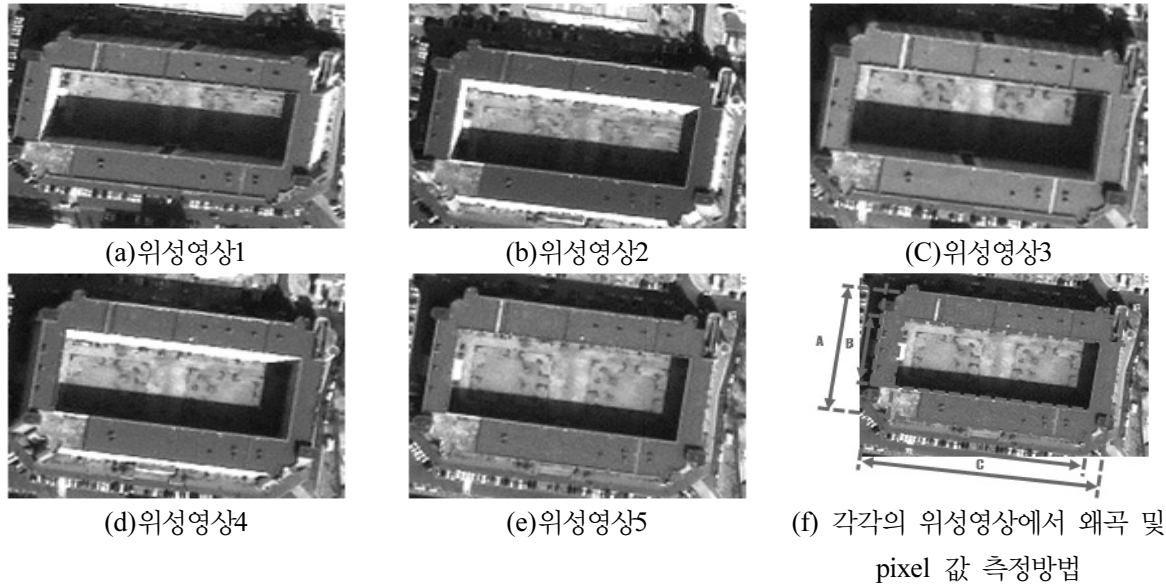 (a)위성영상1
(b)위성영상2
(C)위성영상3
A
B
C
(d)위성영상4
(e)위성영상5
(f) 각각의 위성영상에서 왜곡 및
pixel 값 측정방법